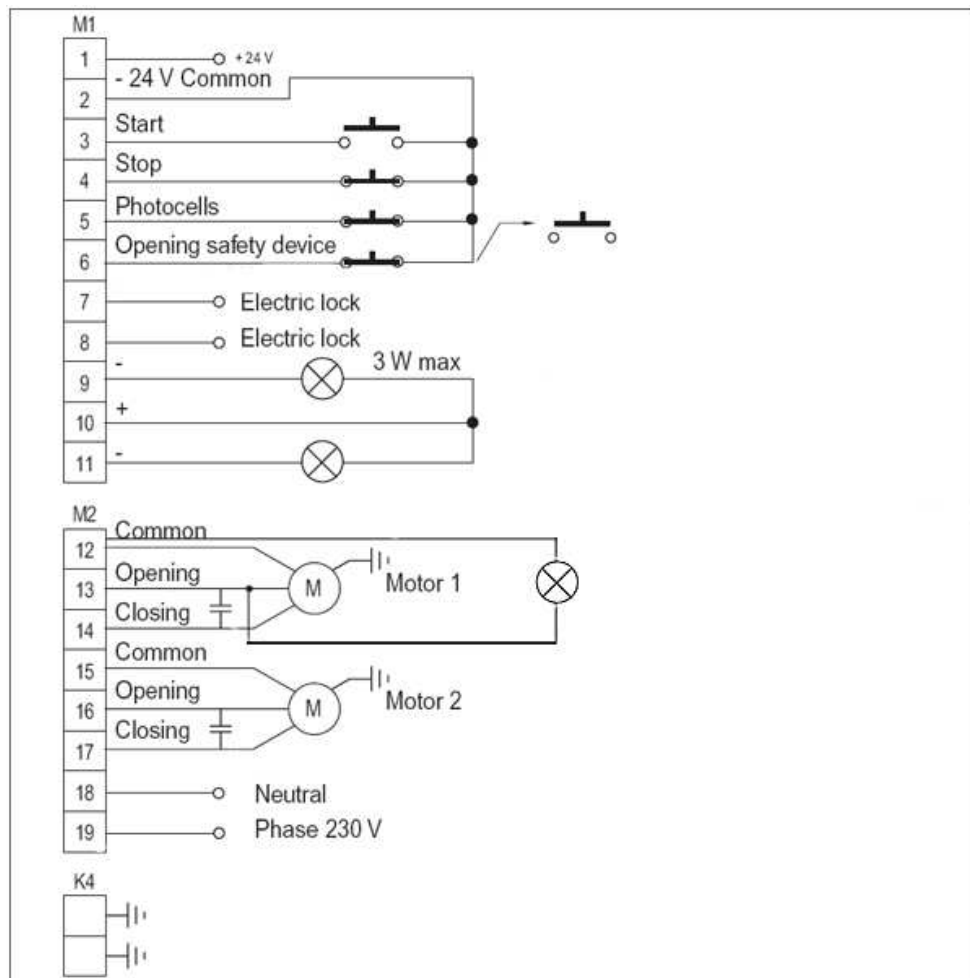 M1
1 + 24 V
- 24 V Common
2
Start
3
Stop
4
Photocells
5
Opening safety device
6
7 Electric lock
8 Electric lock
- 3 W max
9
+
10
-
11
M2
Common
12
Opening
13 M Motor 1
Closing
14
Common
15
Opening
16 M Motor 2
Closing
17
18 Neutral
19 Phase 230 V
K4